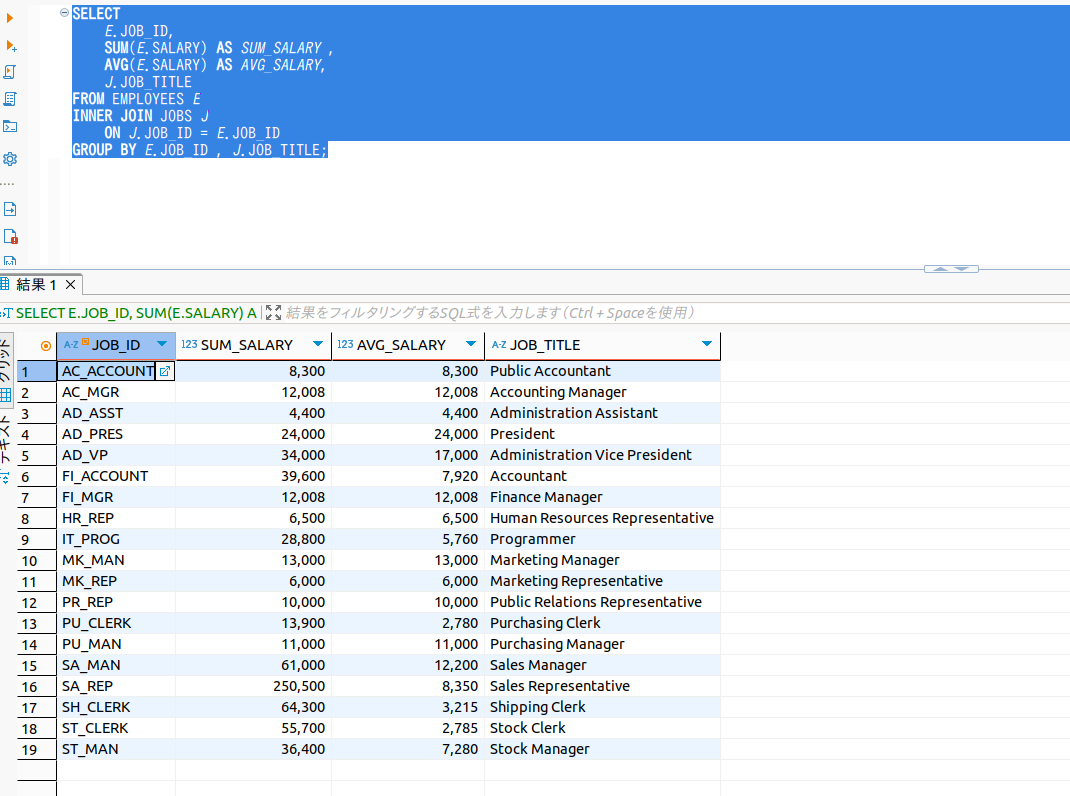 SELECT
E.JOB_ID,
SUM(E.SALARY) AS SUM_SALARY ,
AVG(E.SALARY) AS AVG_SALARY,
J.JOB_TITLE
FROM EMPLOYEES E
INNER JOIN JOBS J
ON J.JOB_ID = E.JOB_ID
GROUP BY E.JOB_ID , J.JOB_TITLE;
結果 1
SELECT E.JOB_ID, SUM(E.SALARY) A 結果をフィルタリングするSQL式を入力します (Ctrl + Spaceを使用)
グリッド
テキスト
A-Z JOB_ID 123 SUM_SALARY 123 AVG_SALARY A-Z JOB_TITLE
1 AC_ACCOUNT 8,300 8,300 Public Accountant
2 AC_MGR 12,008 12,008 Accounting Manager
3 AD_ASST 4,400 4,400 Administration Assistant
4 AD_PRES 24,000 24,000 President
5 AD_VP 34,000 17,000 Administration Vice President
6 FI_ACCOUNT 39,600 7,920 Accountant
7 FI_MGR 12,008 12,008 Finance Manager
8 HR_REP 6,500 6,500 Human Resources Representative
9 IT_PROG 28,800 5,760 Programmer
10 MK_MAN 13,000 13,000 Marketing Manager
11 MK_REP 6,000 6,000 Marketing Representative
12 PR_REP 10,000 10,000 Public Relations Representative
13 PU_CLERK 13,900 2,780 Purchasing Clerk
14 PU_MAN 11,000 11,000 Purchasing Manager
15 SA_MAN 61,000 12,200 Sales Manager
16 SA_REP 250,500 8,350 Sales Representative
17 SH_CLERK 64,300 3,215 Shipping Clerk
18 ST_CLERK 55,700 2,785 Stock Clerk
19 ST_MAN 36,400 7,280 Stock Manager